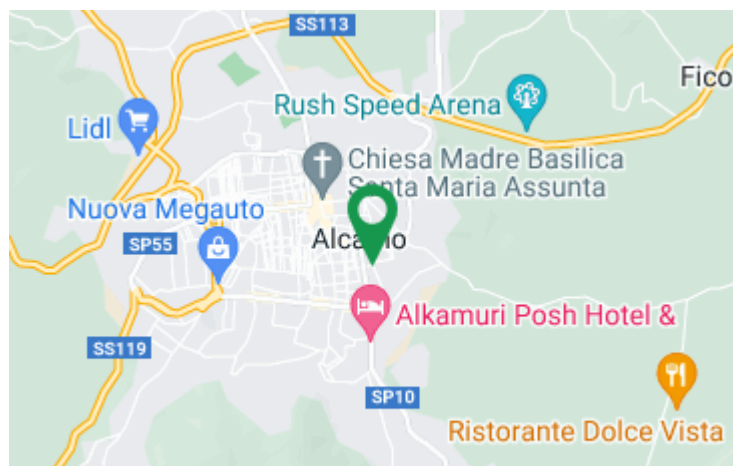 SS113
Fico
Rush Speed Arena
Lidl
Chiesa Madre Basilica
Santa Maria Assunta
Nuova Megauto
SP55
Alcamo
Alkamuri Posh Hotel &
SS119
SP10
Ristorante Dolce Vista